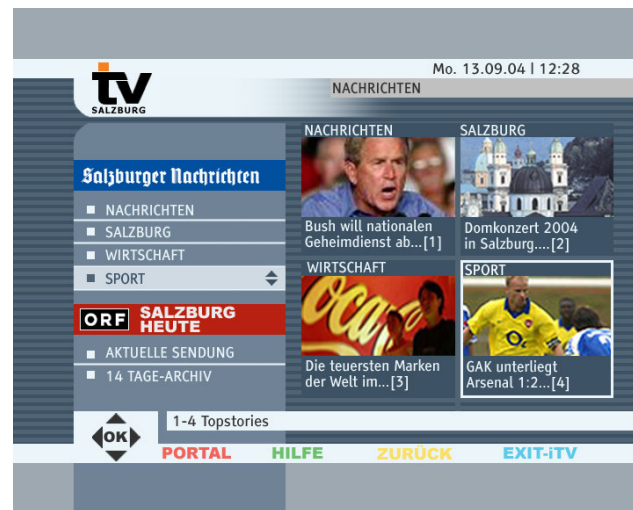 Mo. 13.09.04 | 12:28
iTV
SALZBURG
NACHRICHTEN
Salzburger Nachrichten
NACHRICHTEN
SALZBURG
WIRTSCHAFT
SPORT
ORF SALZBURG
HEUTE
AKTUELLE SENDUNG
14 TAGE-ARCHIV
NACHRICHTEN
Bush will nationalen
Geheimdienst ab...[1]
SALZBURG
Domkonzert 2004
in Salzburg....[2]
WIRTSCHAFT
Coca
Die teuersten Marken
der Welt im...[3]
SPORT
O2
GAK unterliegt
Arsenal 1:2...[4]
OK
1-4 Topstories
PORTAL HILFE ZURÜCK EXIT-iTV